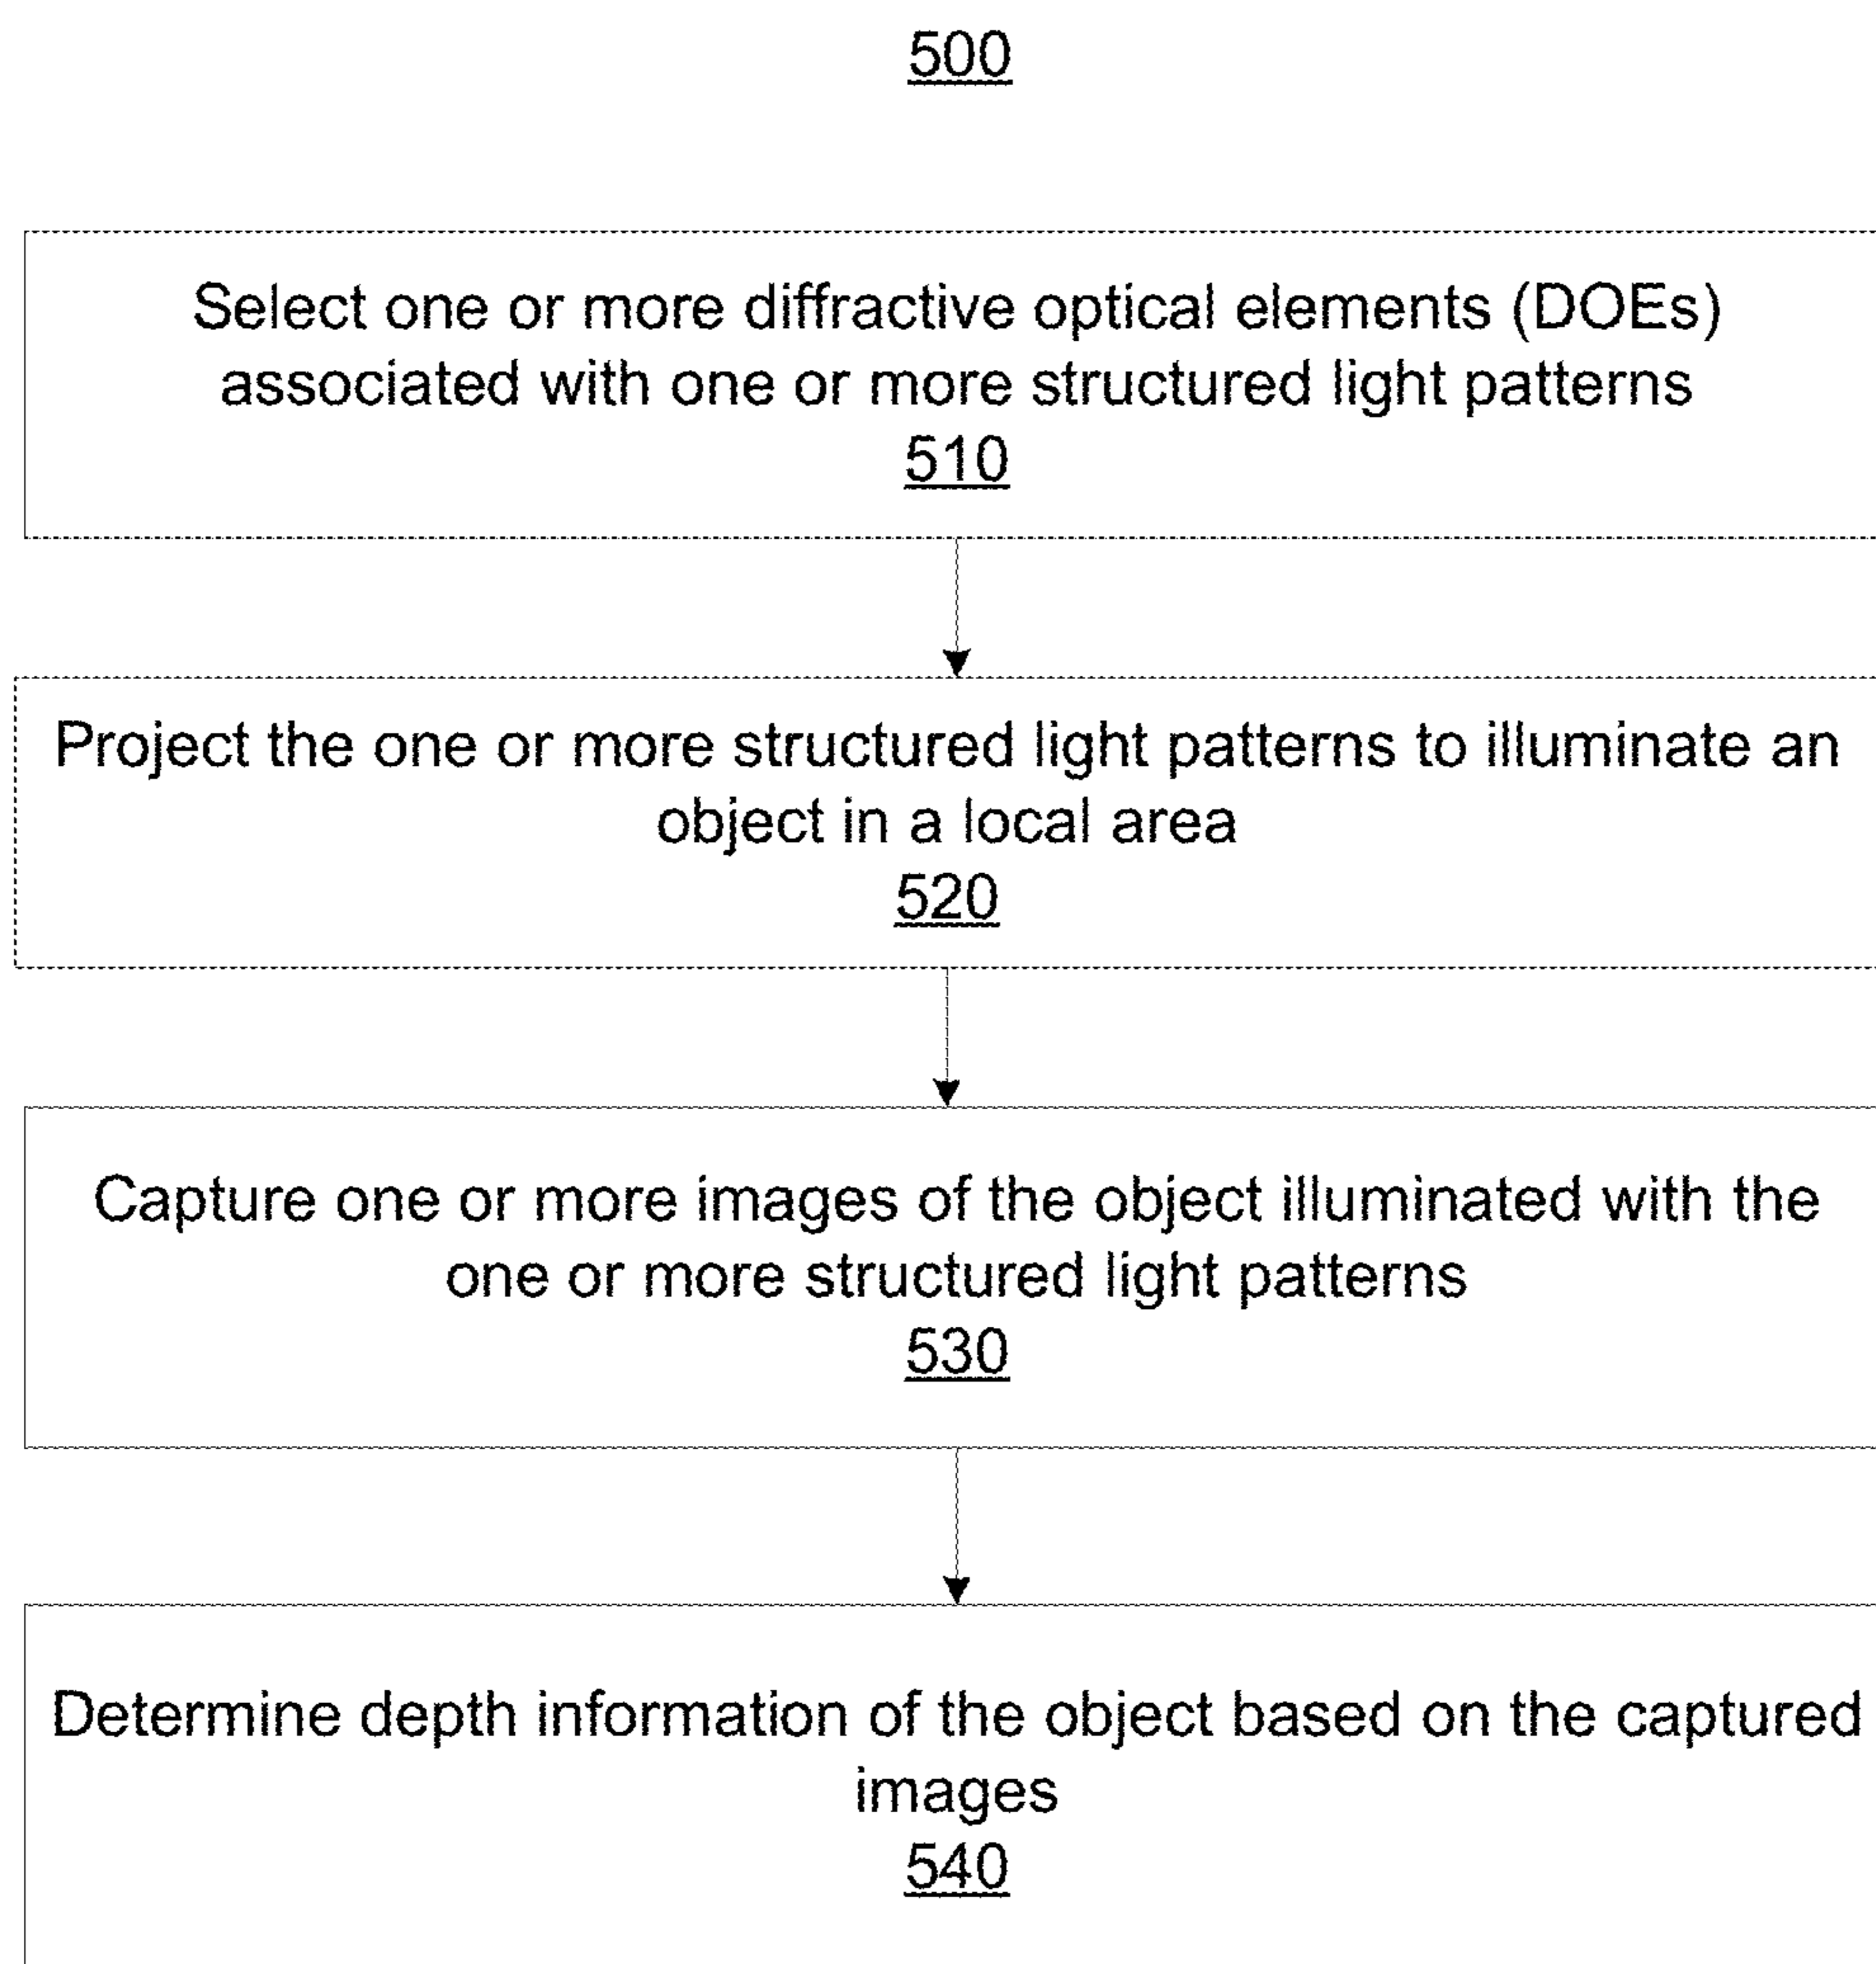 500
Select one or more diffractive optical elements (DOEs)
associated with one or more structured light patterns
510
Project the one or more structured light patterns to illuminate an
object in a local area
520
Capture one or more images of the object illuminated with the
one or more structured light patterns
530
Determine depth information of the object based on the captured
images
540